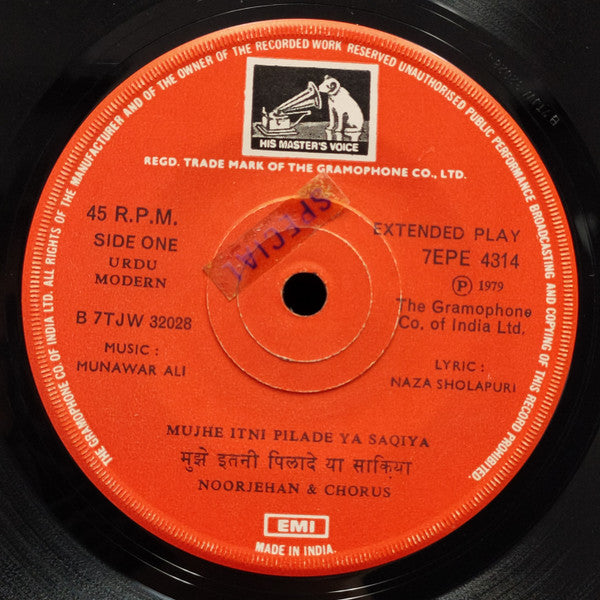 THE GRAMOPHONE CO. OF INDIA LTD. ALL RIGHTS OF THE MANUFACTURER AND OF THE OWNER OF THE RECORDED WORK RESERVED UNAUTHORISED PUBLIC PERFORMANCE BROADCASTING AND COPYING OF THIS RECORD PROHIBITED.
HIS MASTER'S VOICE
REGD. TRADE MARK OF THE GRAMOPHONE CO., LTD.
SPECIAL
45 R.P.M.
SIDE ONE
URDU
MODERN
B 7TJW 32028
MUSIC :
MUNAWAR ALI
EXTENDED PLAY
7EPE 4314
Ⓟ 1979
The Gramophone
Co. of India Ltd.
LYRIC :
NAZA SHOLAPURI
MUJHE ITNI PILADE YA SAQIYA
मुझे इतनी पिलादे या साक़िया
NOORJEHAN & CHORUS
EMI
MADE IN INDIA.